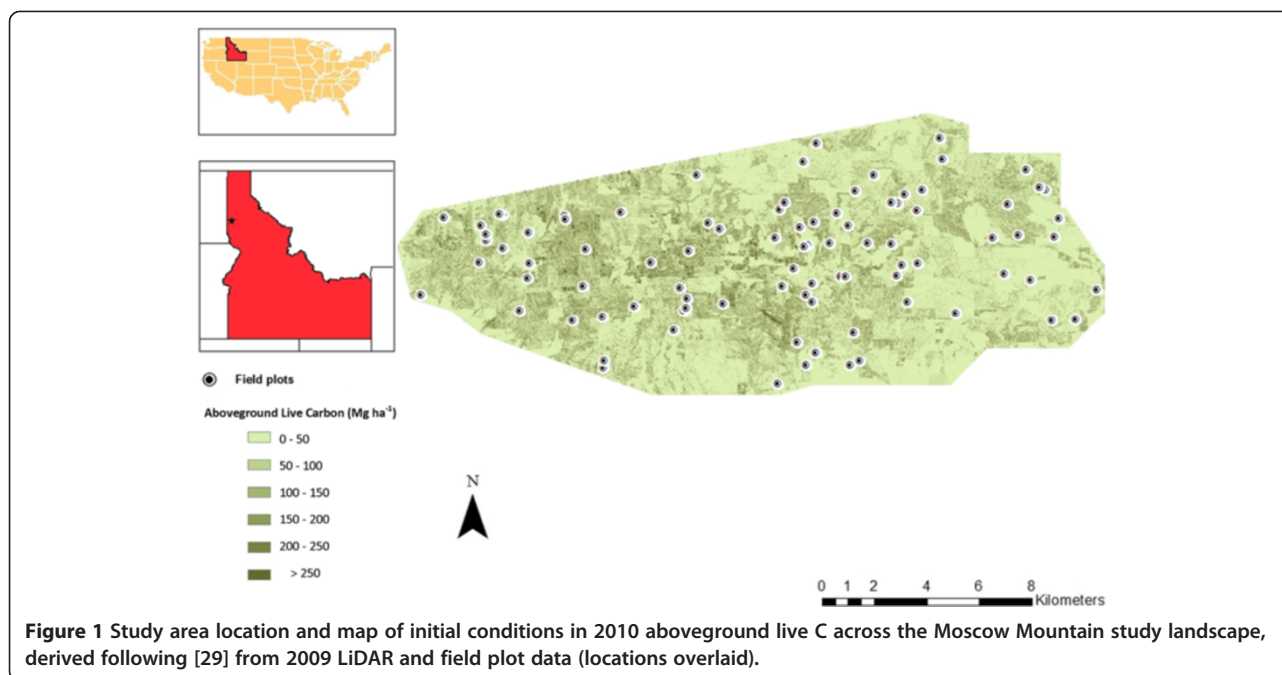 Field plots
Aboveground Live Carbon (Mg ha⁻¹)
0 - 50
50 - 100
100 - 150
150 - 200
200 - 250
> 250
N
0 1 2 4 6 8
Kilometers
Figure 1 Study area location and map of initial conditions in 2010 aboveground live C across the Moscow Mountain study landscape,
derived following [29] from 2009 LiDAR and field plot data (locations overlaid).